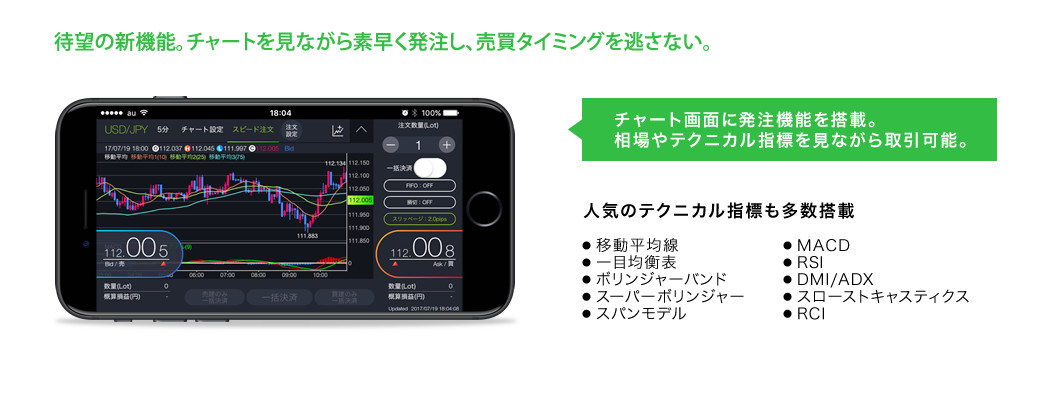 待望の新機能。チャートを見ながら素早く発注し、売買タイミングを逃さない。
●●●●● au 18:04 100%
USD/JPY 5分 チャート設定 スピード注文 注文設定
17/07/19 18:00 O112.037 H112.045 L111.997 C112.005 Bid
移動平均 移動平均1(10) 移動平均2(25) 移動平均3(75)
112.134
112.150
112.100
112.050
112.005
111.950
111.900
111.850
111.883
0
112.005
Bid / 売
06:00 07:00 08:00 09:00 10:00
数量(Lot) 0
概算損益(円) -
売建のみ
一括決済
一括決済
買建のみ
一括決済
注文数量(Lot)
- 1 +
一括決済
FIFO : OFF
損切 : OFF
スリッページ : 2.0pips
112.008
Ask / 買
数量(Lot) 0
概算損益(円) -
Updated 2017/07/19 18:04:05
チャート画面に発注機能を搭載。
相場やテクニカル指標を見ながら取引可能。
人気のテクニカル指標も多数搭載
● 移動平均線
● 一目均衡表
● ボリンジャーバンド
● スーパーボリンジャー
● スパンモデル
● MACD
● RSI
● DMI/ADX
● スローストキャスティクス
● RCI